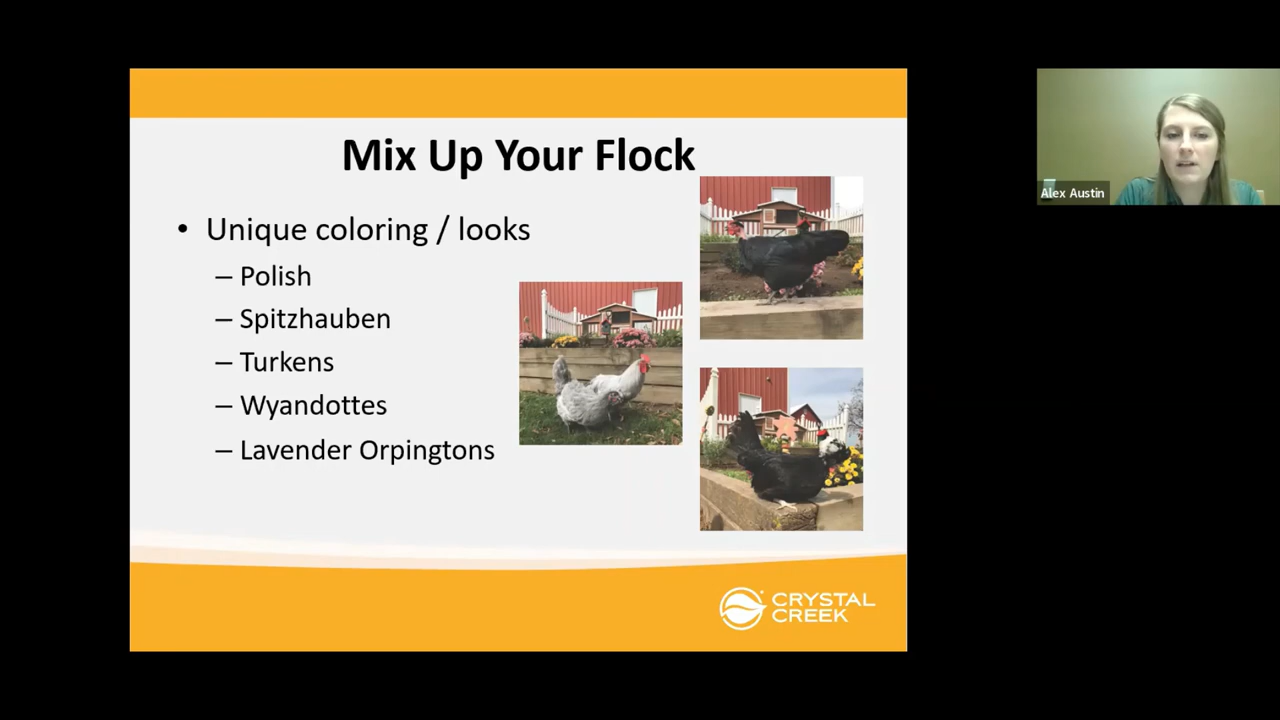 Mix Up Your Flock
• Unique coloring / looks
– Polish
– Spitzhauben
– Turkens
– Wyandottes
– Lavender Orpingtons
CRYSTAL
CREEK
Alex Austin